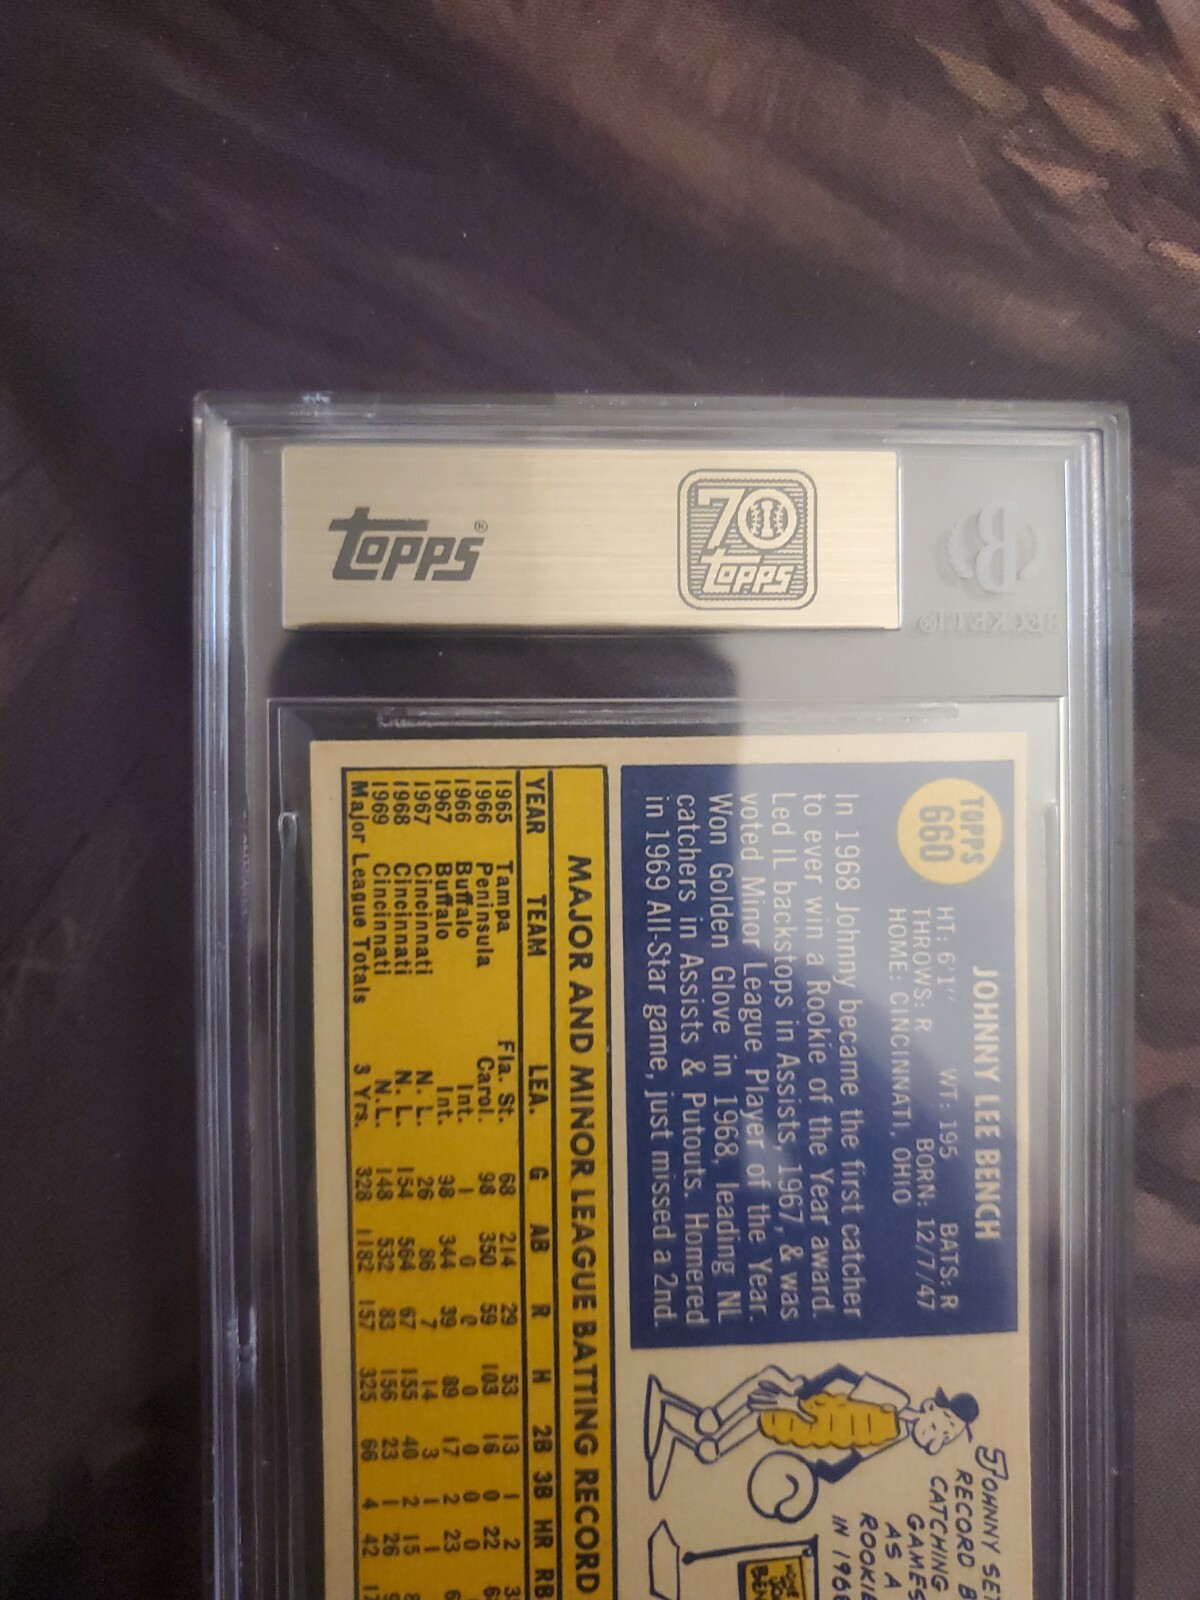 topps®
70
topps
BECKETT®
TOPPS
660
JOHNNY LEE BENCH
HT: 6'1" WT: 195 BATS: R
THROWS: R BORN: 12/7/47
HOME: CINCINNATI, OHIO
In 1968 Johnny became the first catcher
to ever win a Rookie of the Year award.
Led IL backstops in Assists, 1967, & was
voted Minor League Player of the Year.
Won Golden Glove in 1968, leading NL
catchers in Assists & Putouts. Homered
in 1969 All-Star game, just missed a 2nd.
JOHNNY SET
RECORD B
CATCHING
GAMES
AS A
ROOKIE
IN 1968
MAJOR AND MINOR LEAGUE BATTING RECORD
YEAR TEAM LEA. G AB R H 2B 3B HR RB
1965 Tampa Fla. St. 68 214 29 53 13 1 2
1966 Peninsula Carol. 98 350 59 103 16 0 22
1966 Buffalo Int. 1 0 0 0 0 0 0
1967 Buffalo Int. 98 344 39 89 17 2 23
1967 Cincinnati N. L. 26 86 7 14 3 1 1
1968 Cincinnati N. L. 154 564 67 155 40 2 15
1969 Cincinnati N.L. 148 532 83 156 23 1 26
Major League Totals 3 Yrs. 328 1182 157 325 66 4 42